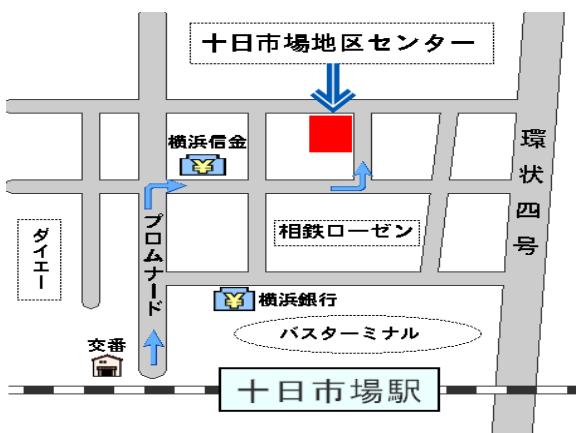 十日市場地区センター
横浜信金
¥
環状四号
プロムナード
相鉄ローゼン
ダイエー
¥
横浜銀行
バスターミナル
交番
十日市場駅